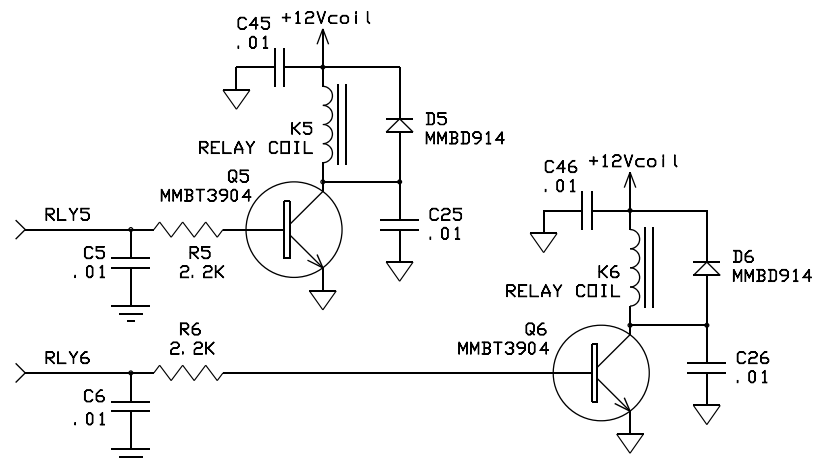 C45 +12Vcoil
.01
K5
RELAY COIL
D5
MMBD914
Q5
MMBT3904
RLY5
C5
.01
R5
2.2K
C25
.01
C46 +12Vcoil
.01
K6
RELAY COIL
D6
MMBD914
R6
2.2K
Q6
MMBT3904
RLY6
C6
.01
C26
.01